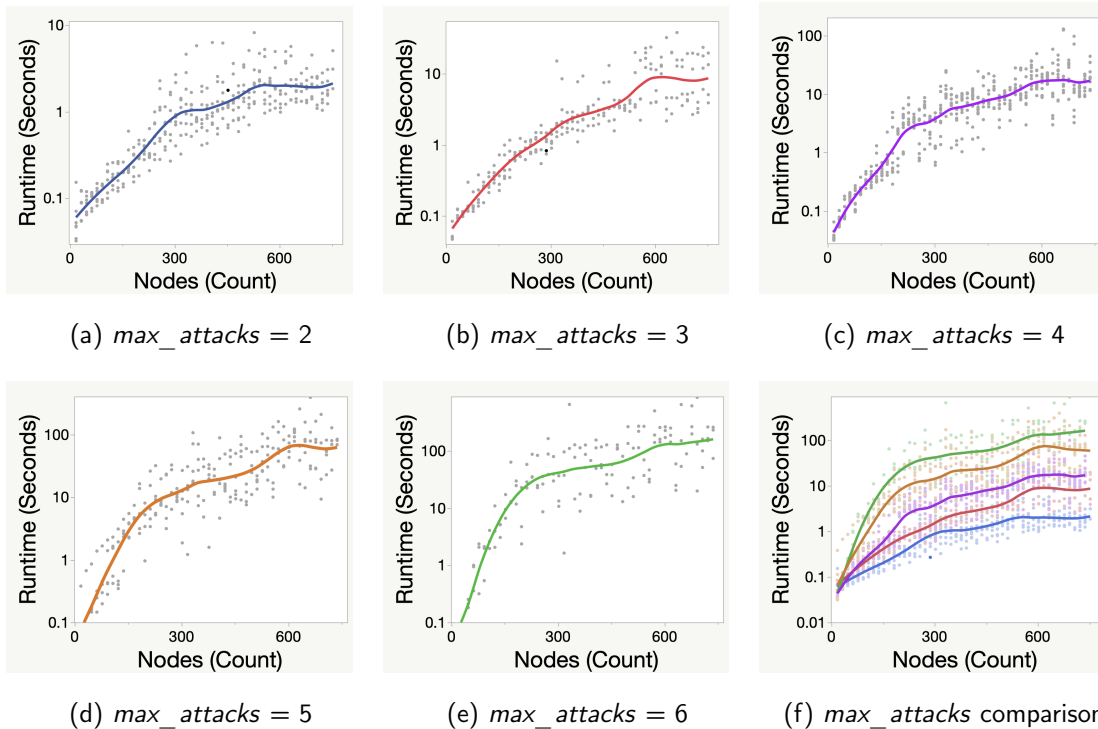 10
1
0.1
0
300
600
Runtime (Seconds)
Nodes (Count)
(a) max_attacks = 2
10
1
0.1
0
300
600
Runtime (Seconds)
Nodes (Count)
(b) max_attacks = 3
100
10
1
0.1
0
300
600
Runtime (Seconds)
Nodes (Count)
(c) max_attacks = 4
100
10
1
0.1
0
300
600
Runtime (Seconds)
Nodes (Count)
(d) max_attacks = 5
100
10
1
0.1
0
300
600
Runtime (Seconds)
Nodes (Count)
(e) max_attacks = 6
100
10
1
0.1
0.01
0
300
600
Runtime (Seconds)
Nodes (Count)
(f) max_attacks comparison